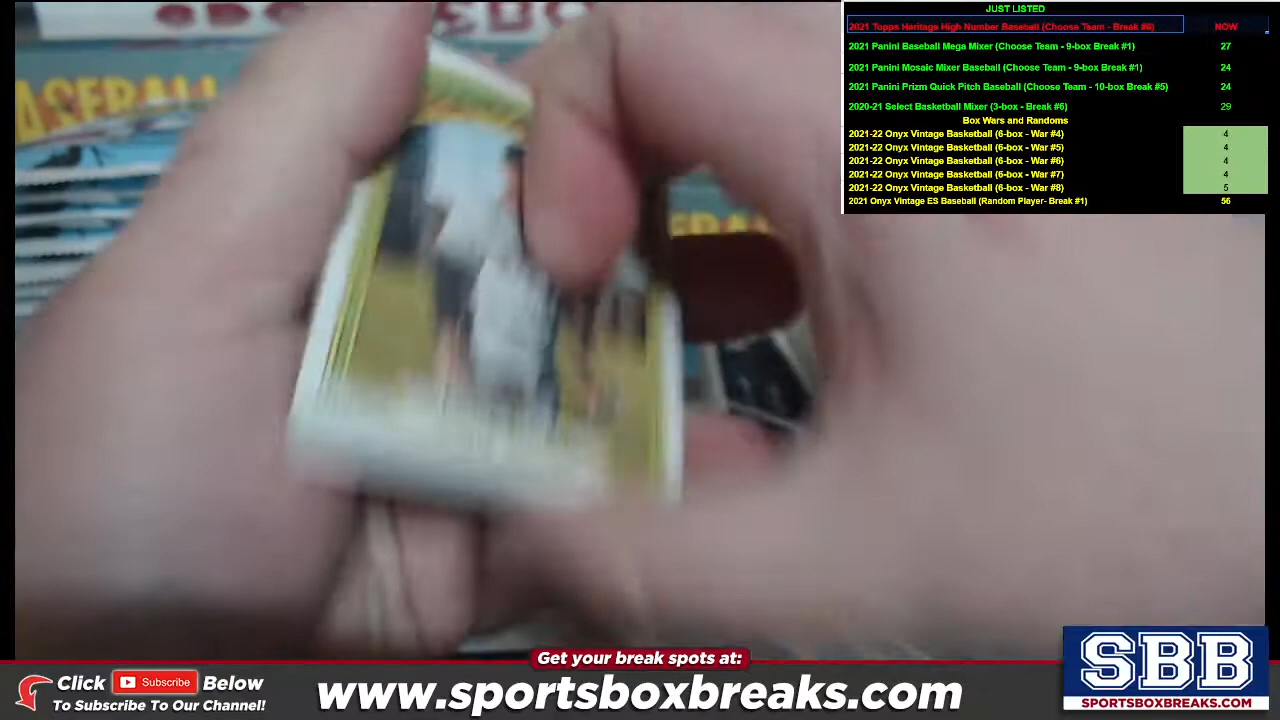 JUST LISTED
2021 Topps Heritage High Number Baseball (Choose Team - Break #6) NOW
2021 Panini Baseball Mega Mixer (Choose Team - 9-box Break #1) 27
2021 Panini Mosaic Mixer Baseball (Choose Team - 9-box Break #1) 24
2021 Panini Prizm Quick Pitch Baseball (Choose Team - 10-box Break #5) 24
2020-21 Select Basketball Mixer (3-box - Break #6) 29
Box Wars and Randoms
2021-22 Onyx Vintage Basketball (6-box - War #4) 4
2021-22 Onyx Vintage Basketball (6-box - War #5) 4
2021-22 Onyx Vintage Basketball (6-box - War #6) 4
2021-22 Onyx Vintage Basketball (6-box - War #7) 4
2021-22 Onyx Vintage Basketball (6-box - War #8) 5
2021 Onyx Vintage ES Baseball (Random Player- Break #1) 56
Get your break spots at:
Click Subscribe Below
To Subscribe To Our Channel!
www.sportsboxbreaks.com
SBB
SPORTSBOXBREAKS.COM